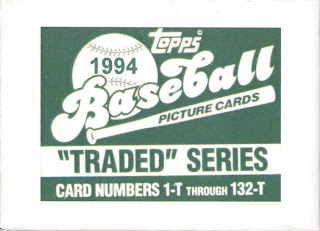 Topps ©
1994
Baseball
PICTURE CARDS
"TRADED" SERIES
CARD NUMBERS 1-T THROUGH 132-T